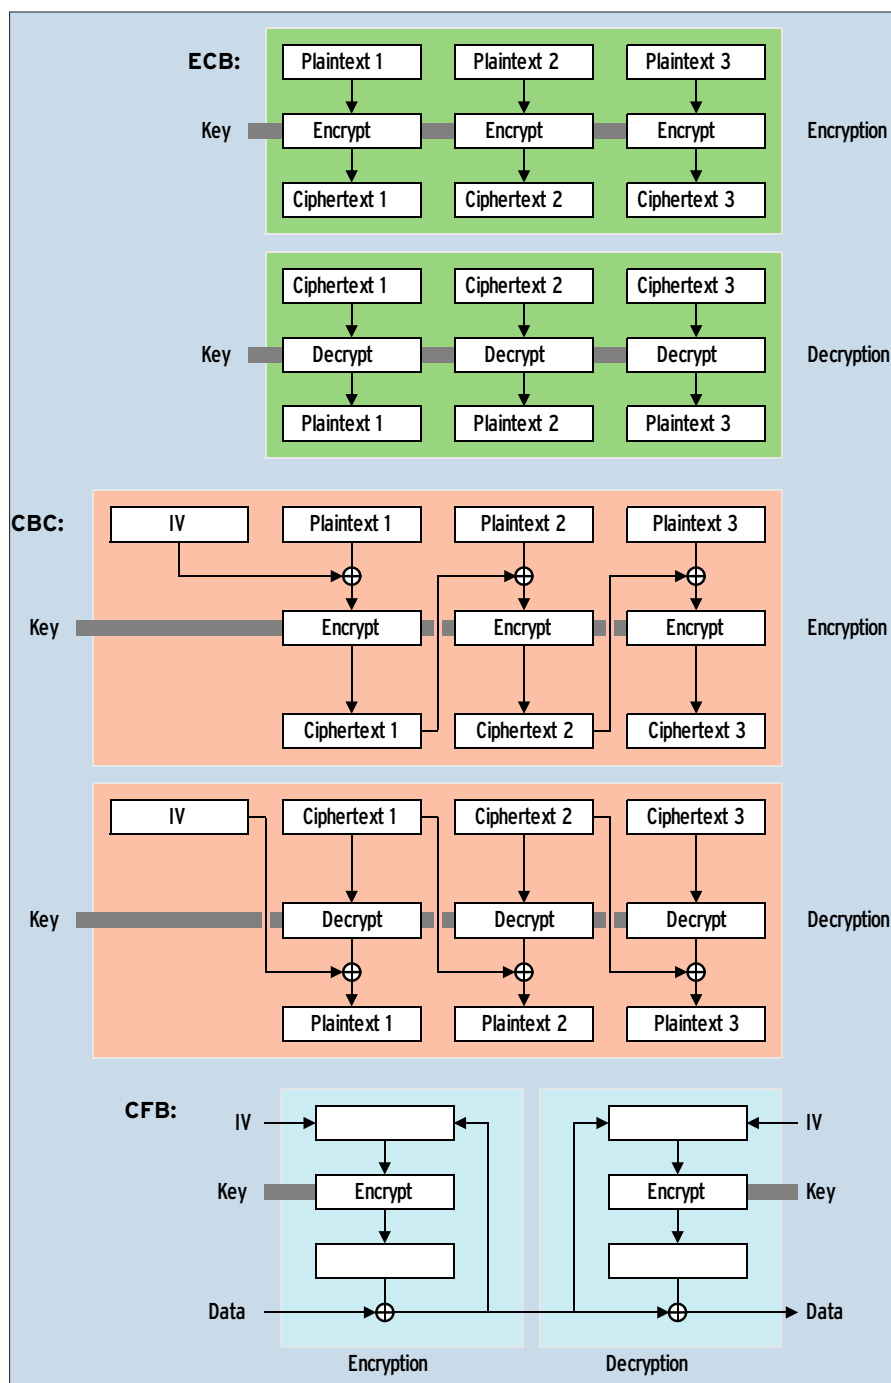 ECB: Plaintext 1 Plaintext 2 Plaintext 3
Key Encrypt Encrypt Encrypt Encryption
Ciphertext 1 Ciphertext 2 Ciphertext 3
Ciphertext 1 Ciphertext 2 Ciphertext 3
Key Decrypt Decrypt Decrypt Decryption
Plaintext 1 Plaintext 2 Plaintext 3
CBC: IV Plaintext 1 Plaintext 2 Plaintext 3
Key Encrypt Encrypt Encrypt Encryption
Ciphertext 1 Ciphertext 2 Ciphertext 3
IV Ciphertext 1 Ciphertext 2 Ciphertext 3
Key Decrypt Decrypt Decrypt Decryption
Plaintext 1 Plaintext 2 Plaintext 3
CFB: IV IV
Key Encrypt Encrypt Key
Data Data
Encryption Decryption